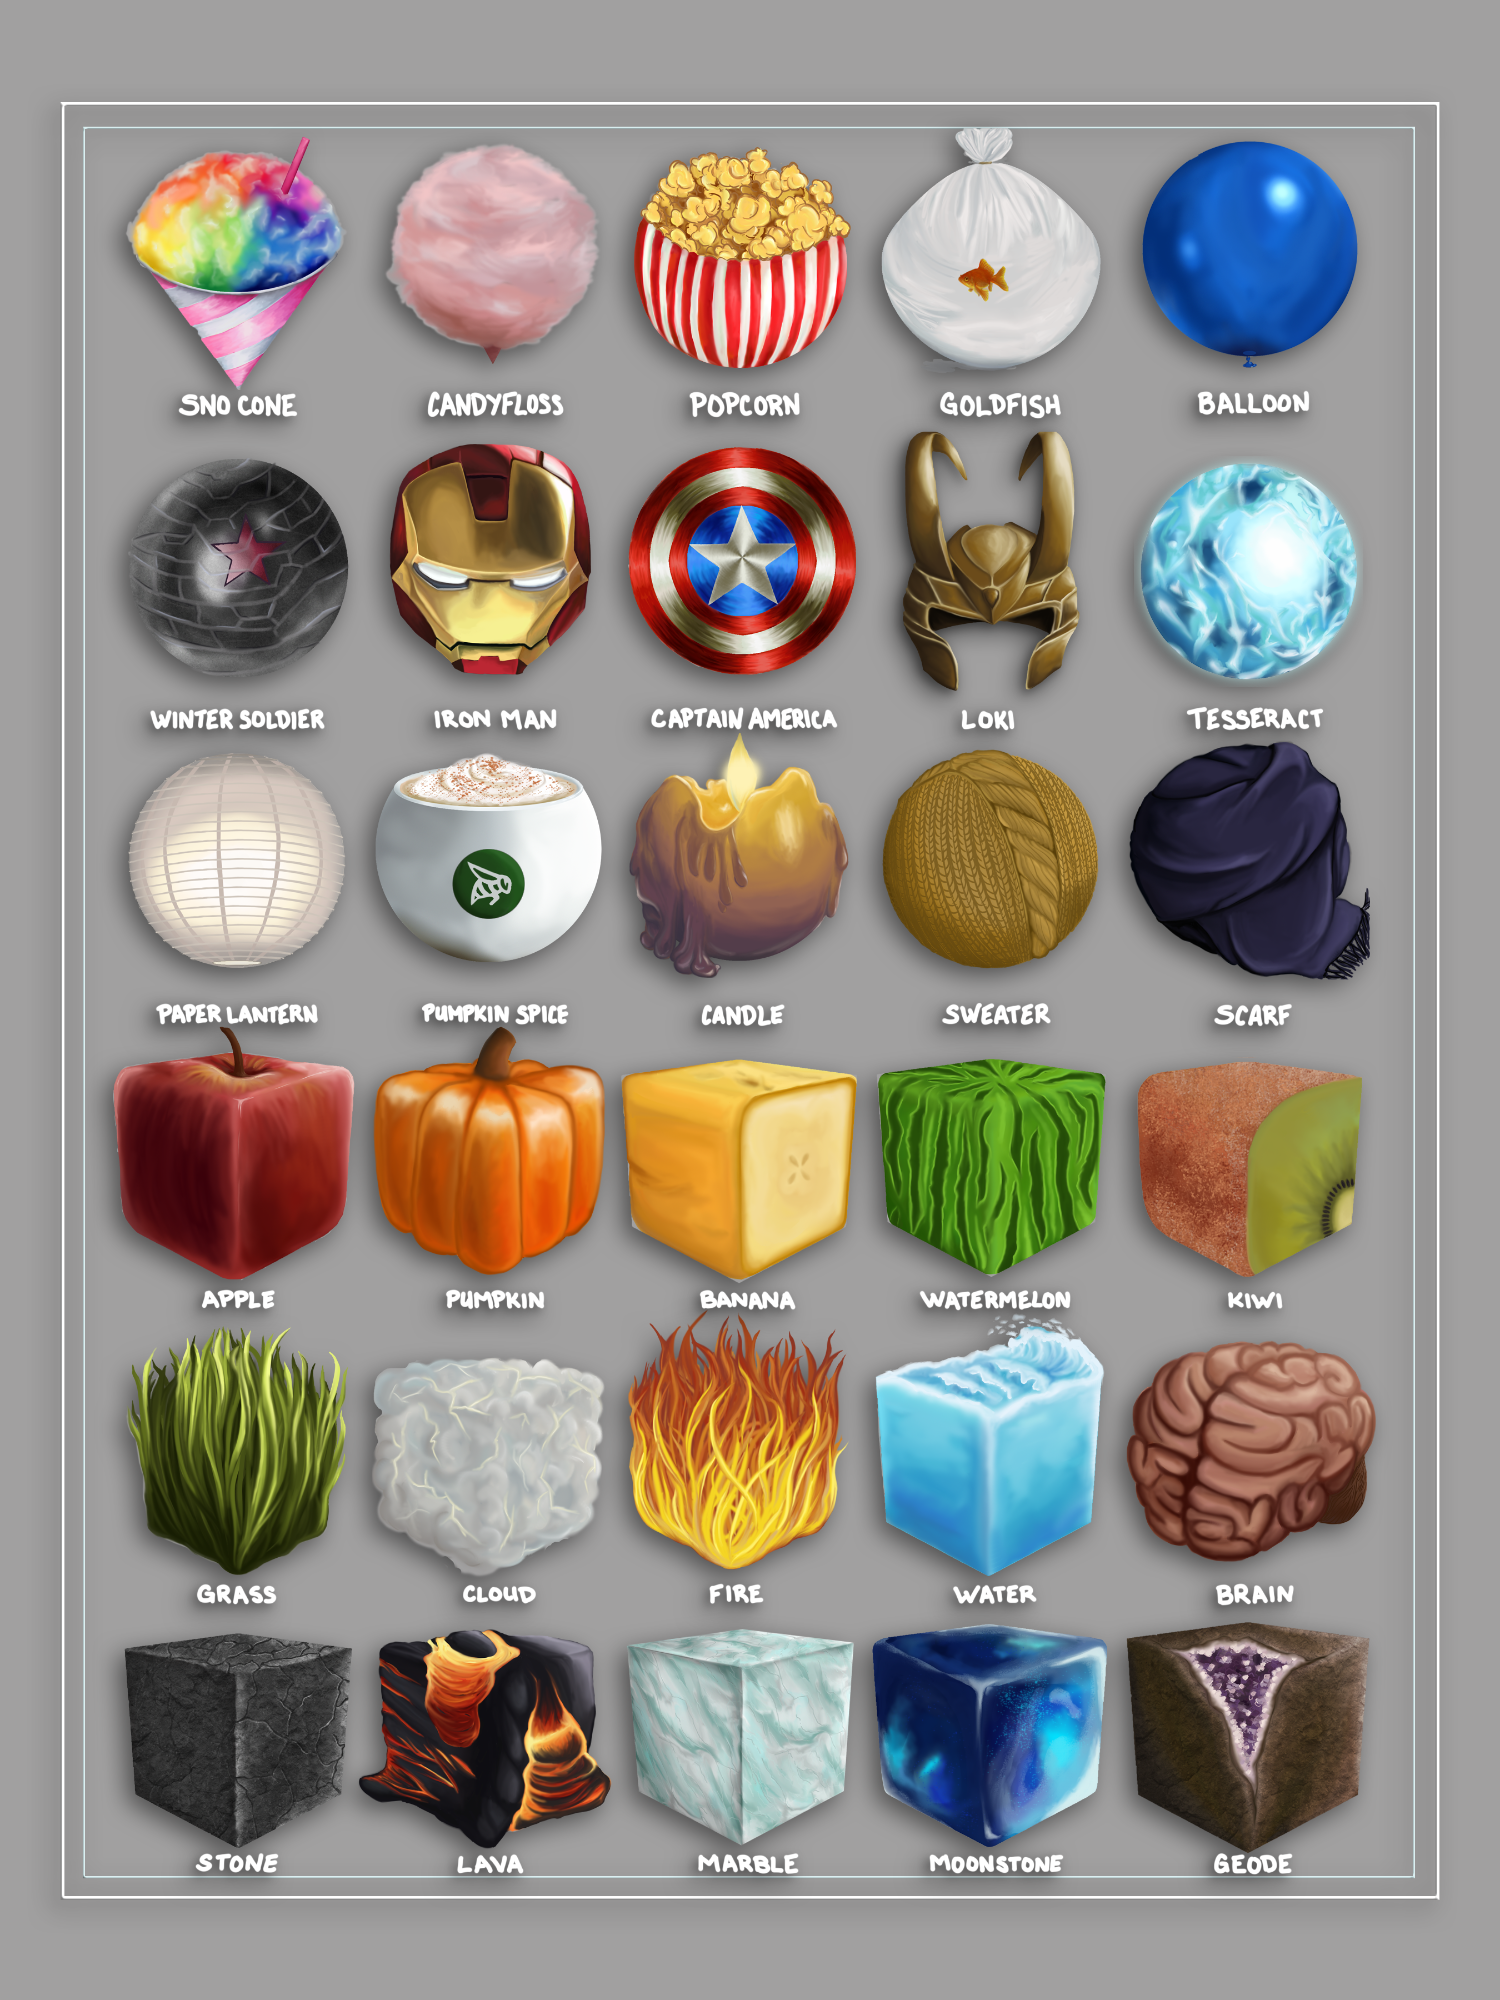 SNO CONE
CANDYFLOSS
POPCORN
GOLDFISH
BALLOON
WINTER SOLDIER
IRON MAN
CAPTAIN AMERICA
LOKI
TESSERACT
PAPER LANTERN
PUMPKIN SPICE
CANDLE
SWEATER
SCARF
APPLE
PUMPKIN
BANANA
WATERMELON
KIWI
GRASS
CLOUD
FIRE
WATER
BRAIN
STONE
LAVA
MARBLE
MOONSTONE
GEODE